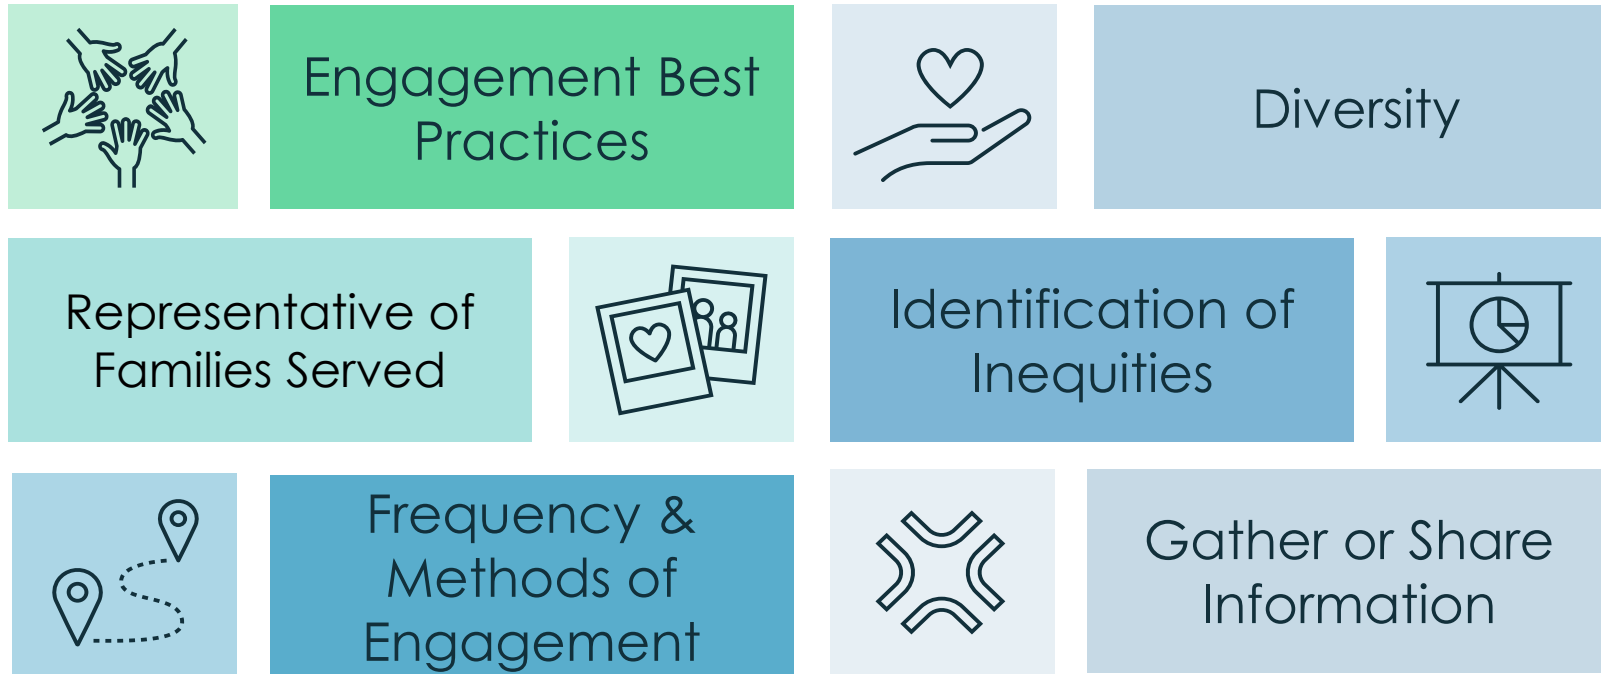 Engagement Best
Practices
Diversity
Representative of
Families Served
Identification of
Inequities
Frequency &
Methods of
Engagement
Gather or Share
Information